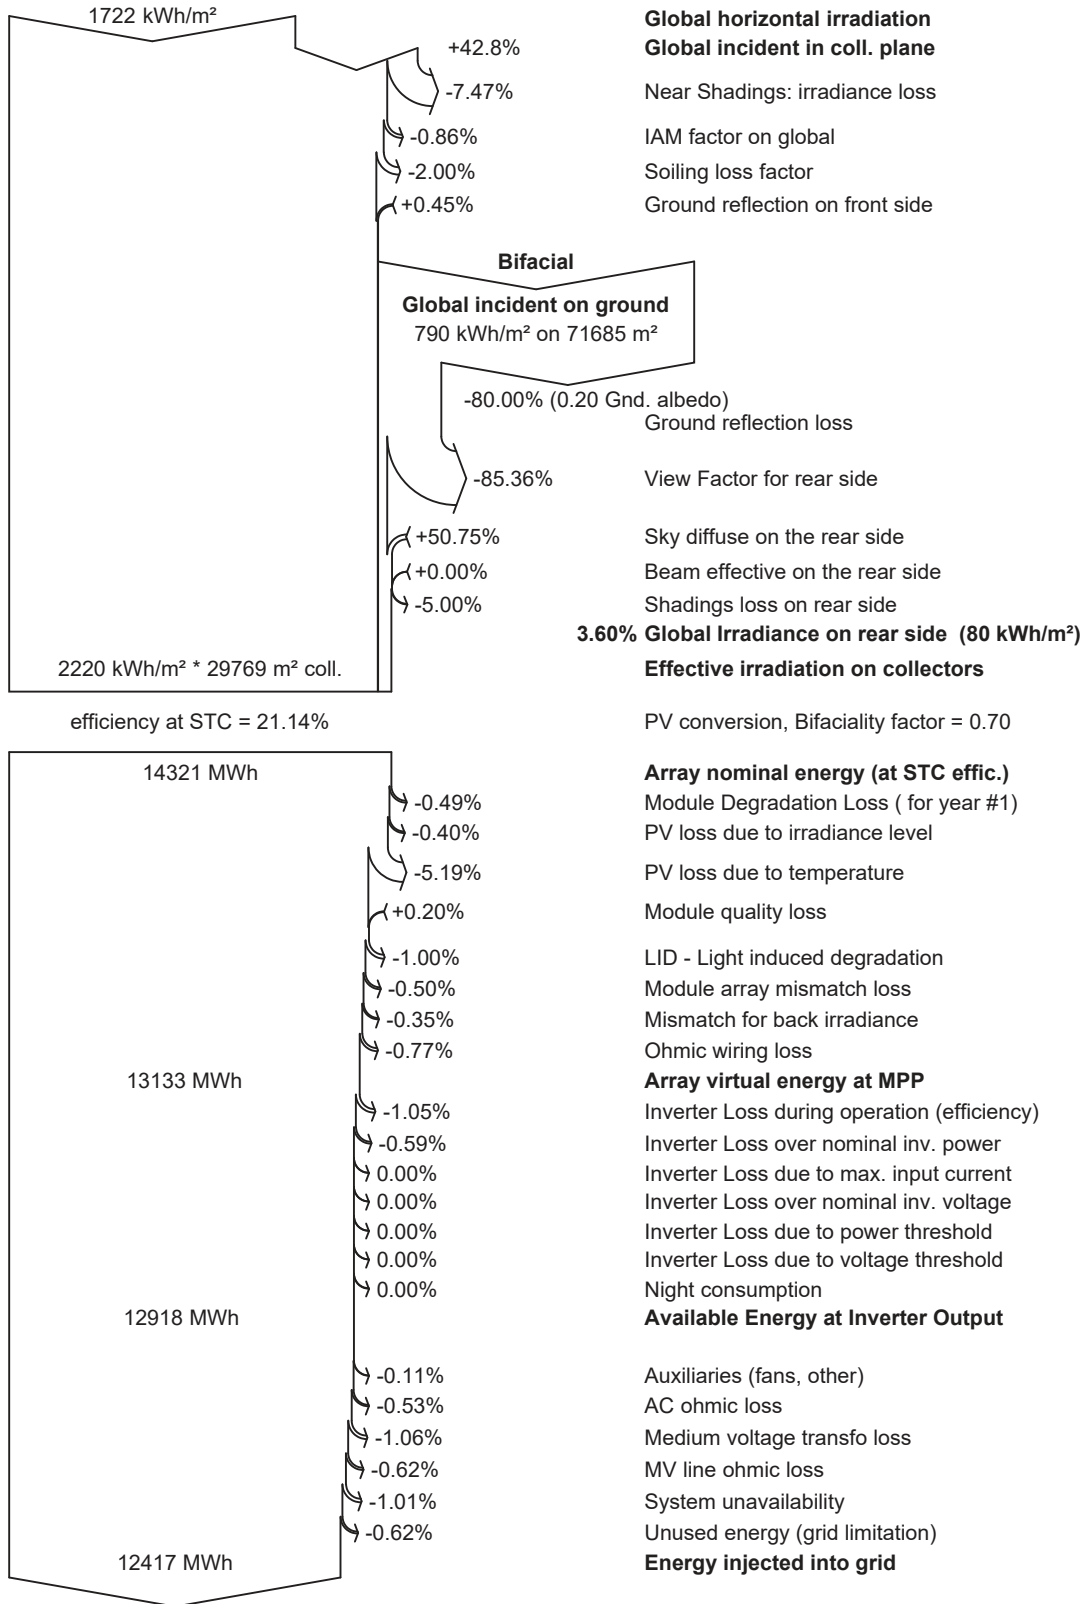 1722 kWh/m² Global horizontal irradiation
+42.8% Global incident in coll. plane
-7.47% Near Shadings: irradiance loss
-0.86% IAM factor on global
-2.00% Soiling loss factor
+0.45% Ground reflection on front side
Bifacial
Global incident on ground
790 kWh/m² on 71685 m²
-80.00% (0.20 Gnd. albedo)
Ground reflection loss
-85.36% View Factor for rear side
+50.75% Sky diffuse on the rear side
+0.00% Beam effective on the rear side
-5.00% Shadings loss on rear side
3.60% Global Irradiance on rear side (80 kWh/m²)
2220 kWh/m² * 29769 m² coll. Effective irradiation on collectors
efficiency at STC = 21.14% PV conversion, Bifaciality factor = 0.70
14321 MWh Array nominal energy (at STC effic.)
-0.49% Module Degradation Loss ( for year #1)
-0.40% PV loss due to irradiance level
-5.19% PV loss due to temperature
+0.20% Module quality loss
-1.00% LID - Light induced degradation
-0.50% Module array mismatch loss
-0.35% Mismatch for back irradiance
-0.77% Ohmic wiring loss
13133 MWh Array virtual energy at MPP
-1.05% Inverter Loss during operation (efficiency)
-0.59% Inverter Loss over nominal inv. power
0.00% Inverter Loss due to max. input current
0.00% Inverter Loss over nominal inv. voltage
0.00% Inverter Loss due to power threshold
0.00% Inverter Loss due to voltage threshold
0.00% Night consumption
12918 MWh Available Energy at Inverter Output
-0.11% Auxiliaries (fans, other)
-0.53% AC ohmic loss
-1.06% Medium voltage transfo loss
-0.62% MV line ohmic loss
-1.01% System unavailability
-0.62% Unused energy (grid limitation)
12417 MWh Energy injected into grid